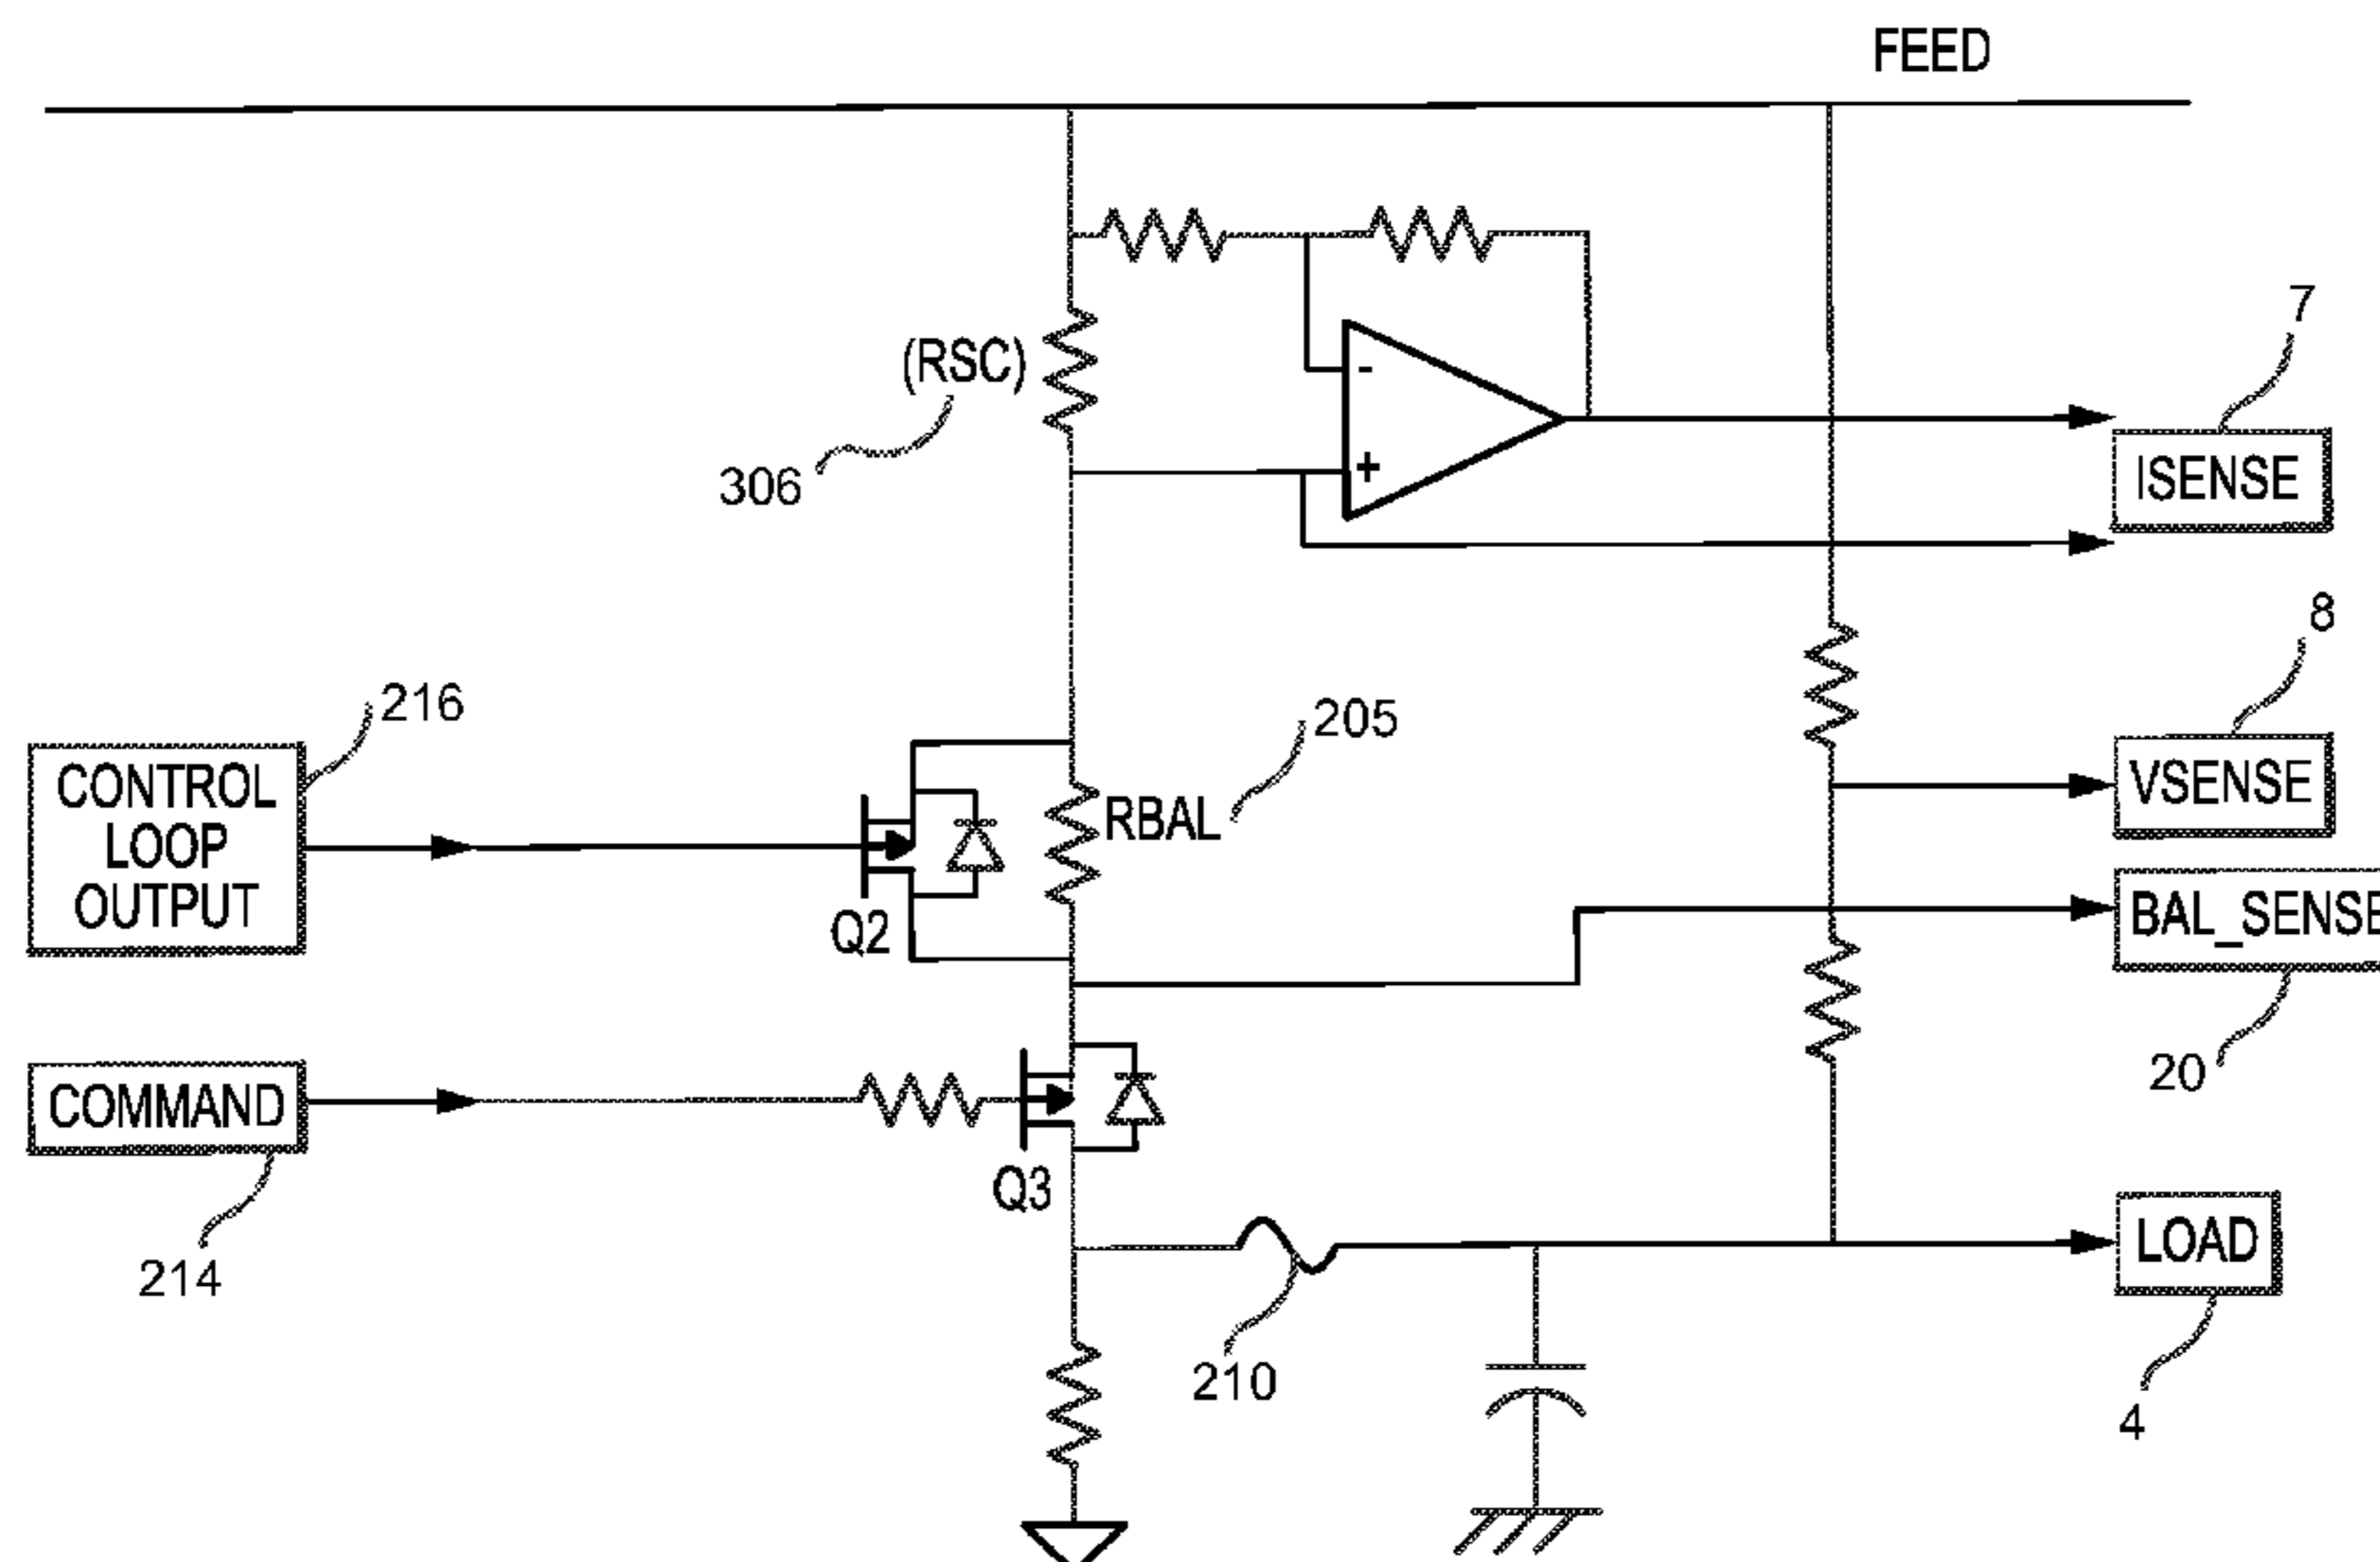 FEED
7
(RSC)
-
+
ISENSE
306
8
216
205
CONTROL
LOOP
OUTPUT
RBAL
VSENSE
Q2
BAL_SENSE
20
COMMAND
Q3
LOAD
214
210
4